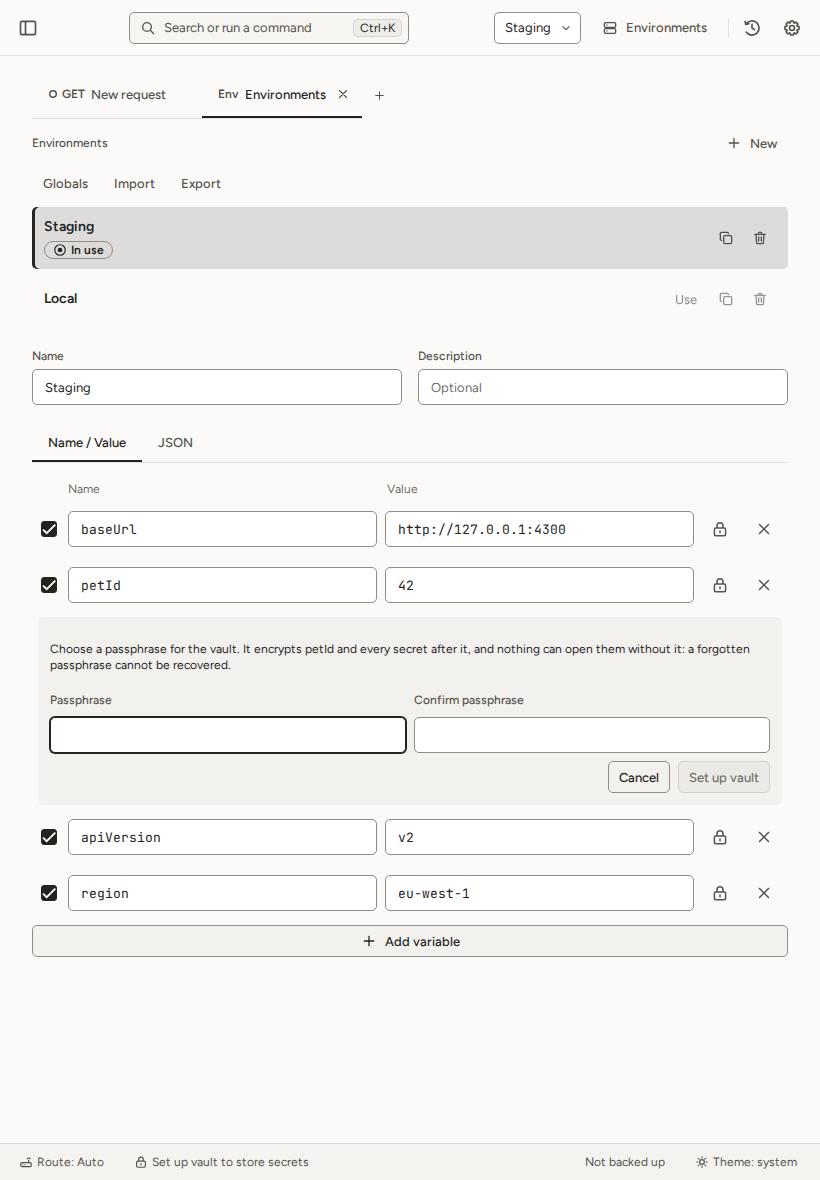 Search or run a command Ctrl+K Staging Environments
GET New request Env Environments
Environments New
Globals Import Export
Staging
In use
Local Use
Name Description
Staging Optional
Name / Value JSON
Name Value
baseUrl http://127.0.0.1:4300
petId 42
Choose a passphrase for the vault. It encrypts petId and every secret after it, and nothing can open them without it: a forgotten
passphrase cannot be recovered.
Passphrase Confirm passphrase
Cancel Set up vault
apiVersion v2
region eu-west-1
Add variable
Route: Auto Set up vault to store secrets Not backed up Theme: system